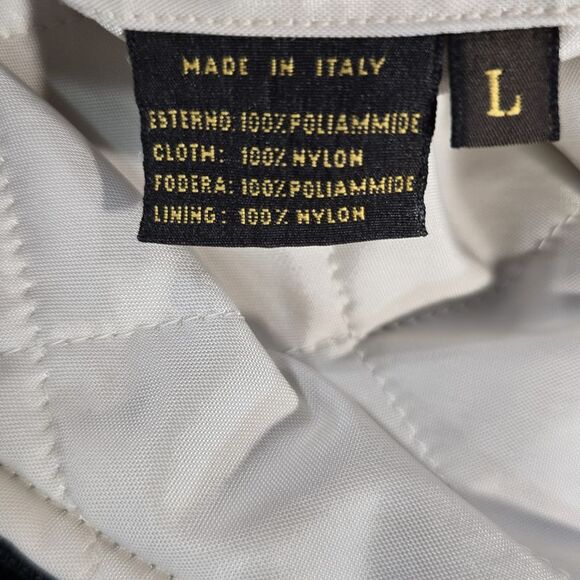 MADE IN ITALY
L
ESTERNO: 100% POLIAMMIDE
CLOTH: 100% NYLON
FODERA: 100% POLIAMMIDE
LINING: 100% NYLON